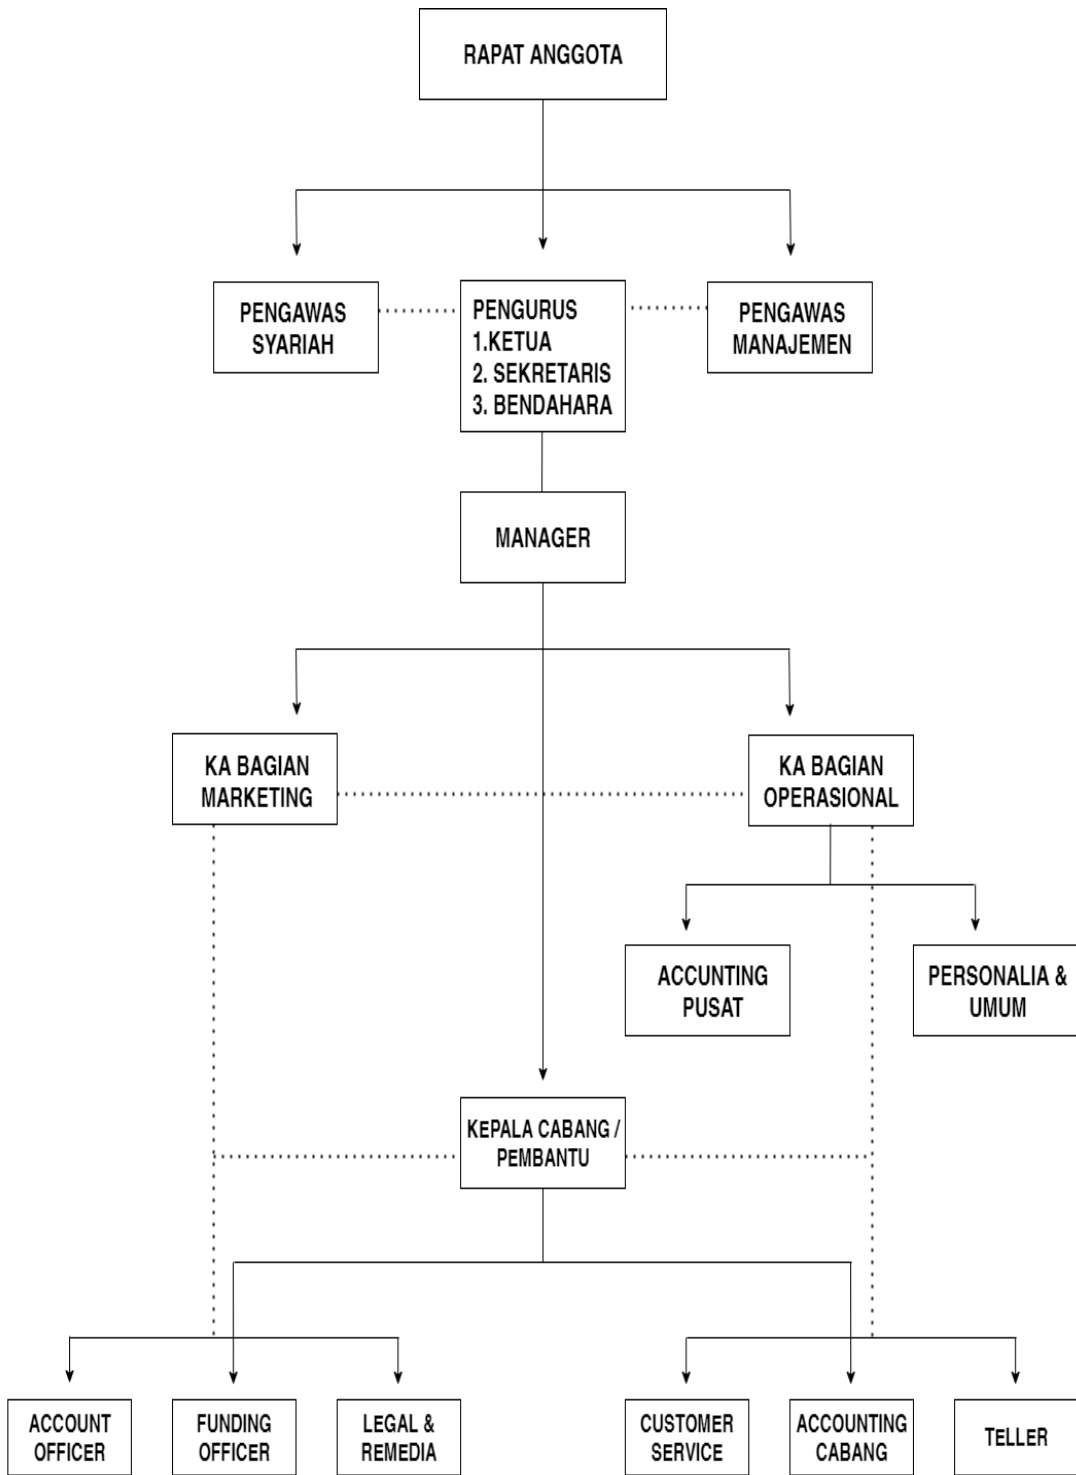 RAPAT ANGGOTA
PENGAWAS
SYARIAH
PENGURUS
1.KETUA
2. SEKRETARIS
3. BENDAHARA
PENGAWAS
MANAJEMEN
MANAGER
KA BAGIAN
MARKETING
KA BAGIAN
OPERASIONAL
ACCUNTING
PUSAT
PERSONALIA &
UMUM
KEPALA CABANG /
PEMBANTU
ACCOUNT
OFFICER
FUNDING
OFFICER
LEGAL &
REMEDIA
CUSTOMER
SERVICE
ACCOUNTING
CABANG
TELLER